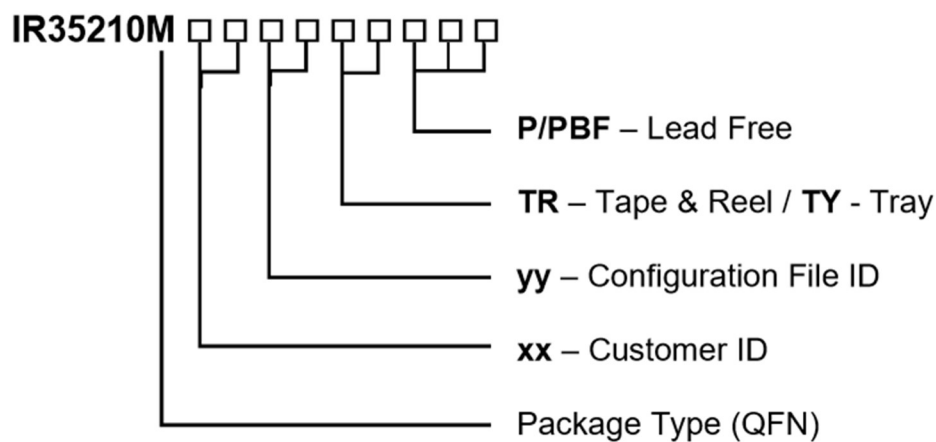 IR35210M
P/PBF – Lead Free
TR – Tape & Reel / TY - Tray
yy – Configuration File ID
xx – Customer ID
Package Type (QFN)